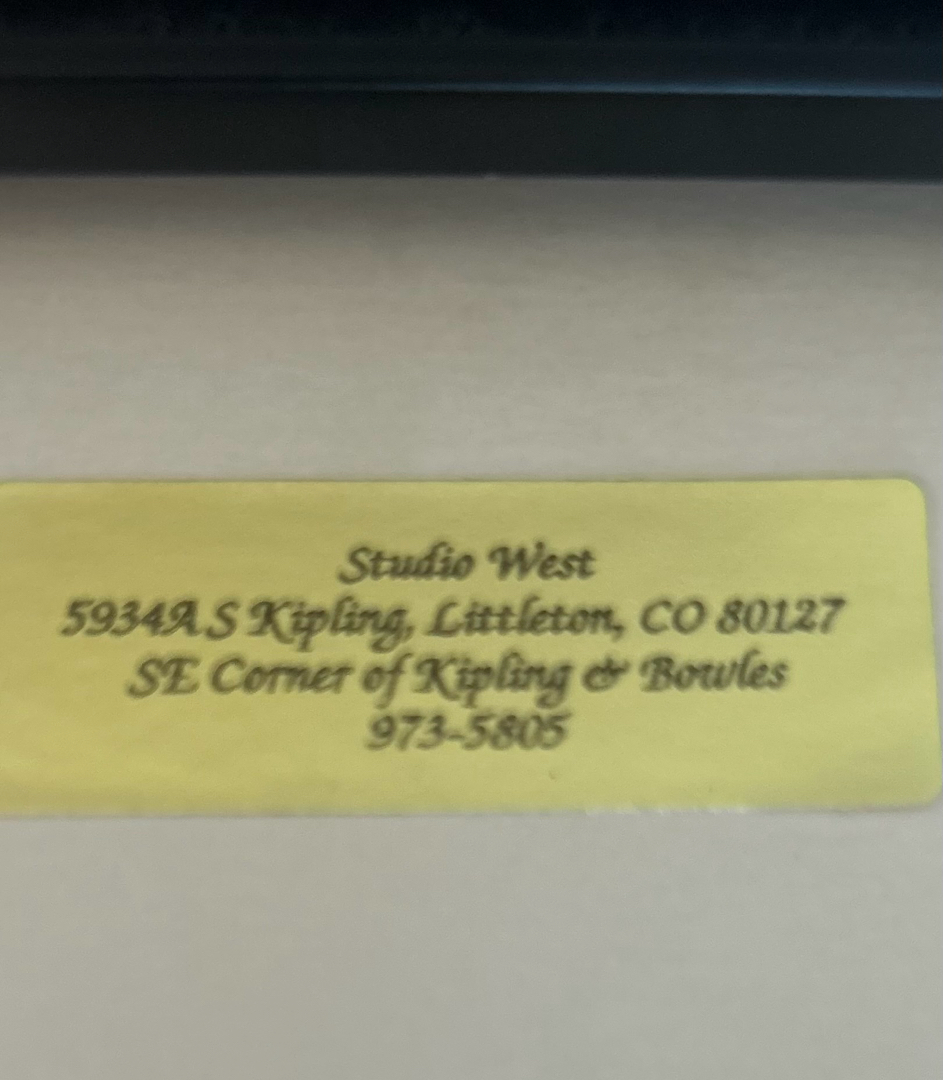 Studio West
5934A S Kipling, Littleton, CO 80127
SE Corner of Kipling & Bowles
973-5805